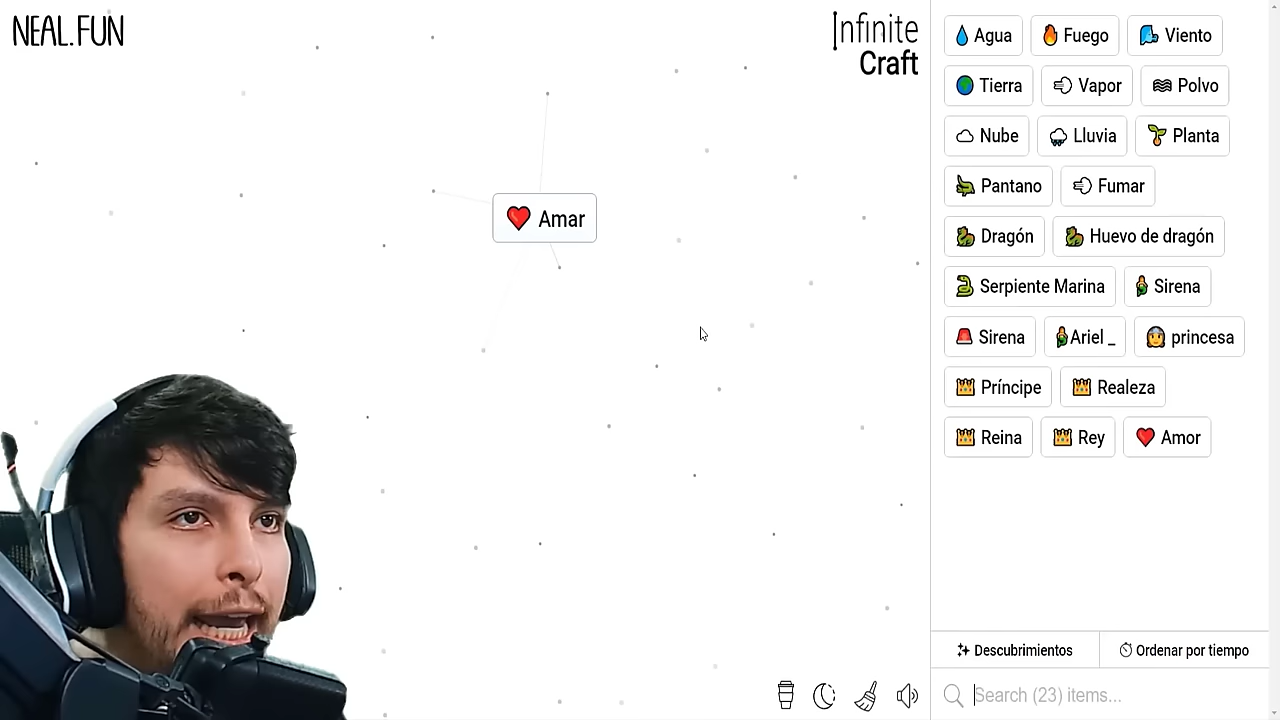 NEAL.FUN
Infinite
Craft
Amar
Agua Fuego Viento
Tierra Vapor Polvo
Nube Lluvia Planta
Pantano Fumar
Dragón Huevo de dragón
Serpiente Marina Sirena
Sirena Ariel _ princesa
Príncipe Realeza
Reina Rey Amor
Descubrimientos Ordenar por tiempo
Search (23) items...